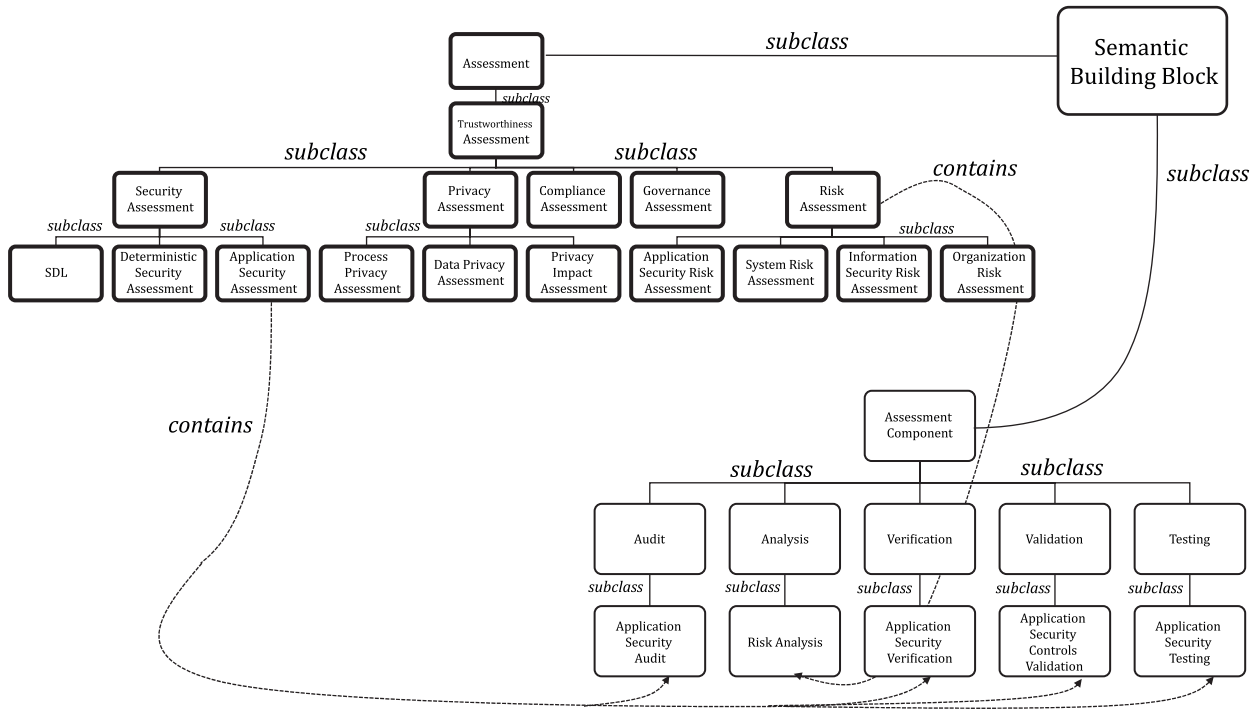 subclass
Semantic
Building Block
Assessment
subclass
Trustworthiness
Assessment
subclass
subclass
contains
subclass
Security
Assessment
Privacy
Assessment
Compliance
Assessment
Governance
Assessment
Risk
Assessment
subclass
subclass
subclass
subclass
SDL
Deterministic
Security
Assessment
Application
Security
Assessment
Process
Privacy
Assessment
Data Privacy
Assessment
Privacy
Impact
Assessment
Application
Security Risk
Assessment
System Risk
Assessment
Information
Security Risk
Assessment
Organization
Risk
Assessment
contains
Assessment
Component
subclass
subclass
Audit
Analysis
Verification
Validation
Testing
subclass
subclass
subclass
subclass
subclass
Application
Security
Audit
Risk Analysis
Application
Security
Verification
Application
Security
Controls
Validation
Application
Security
Testing